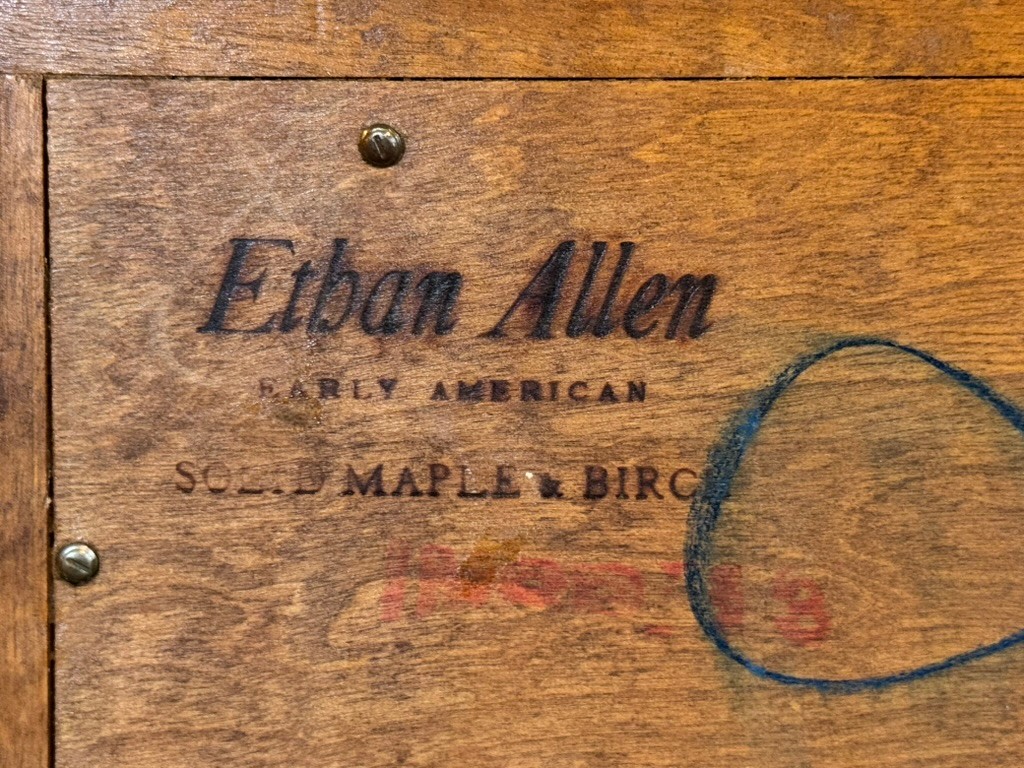 Ethan Allen
EARLY AMERICAN
SOLID MAPLE & BIRCH